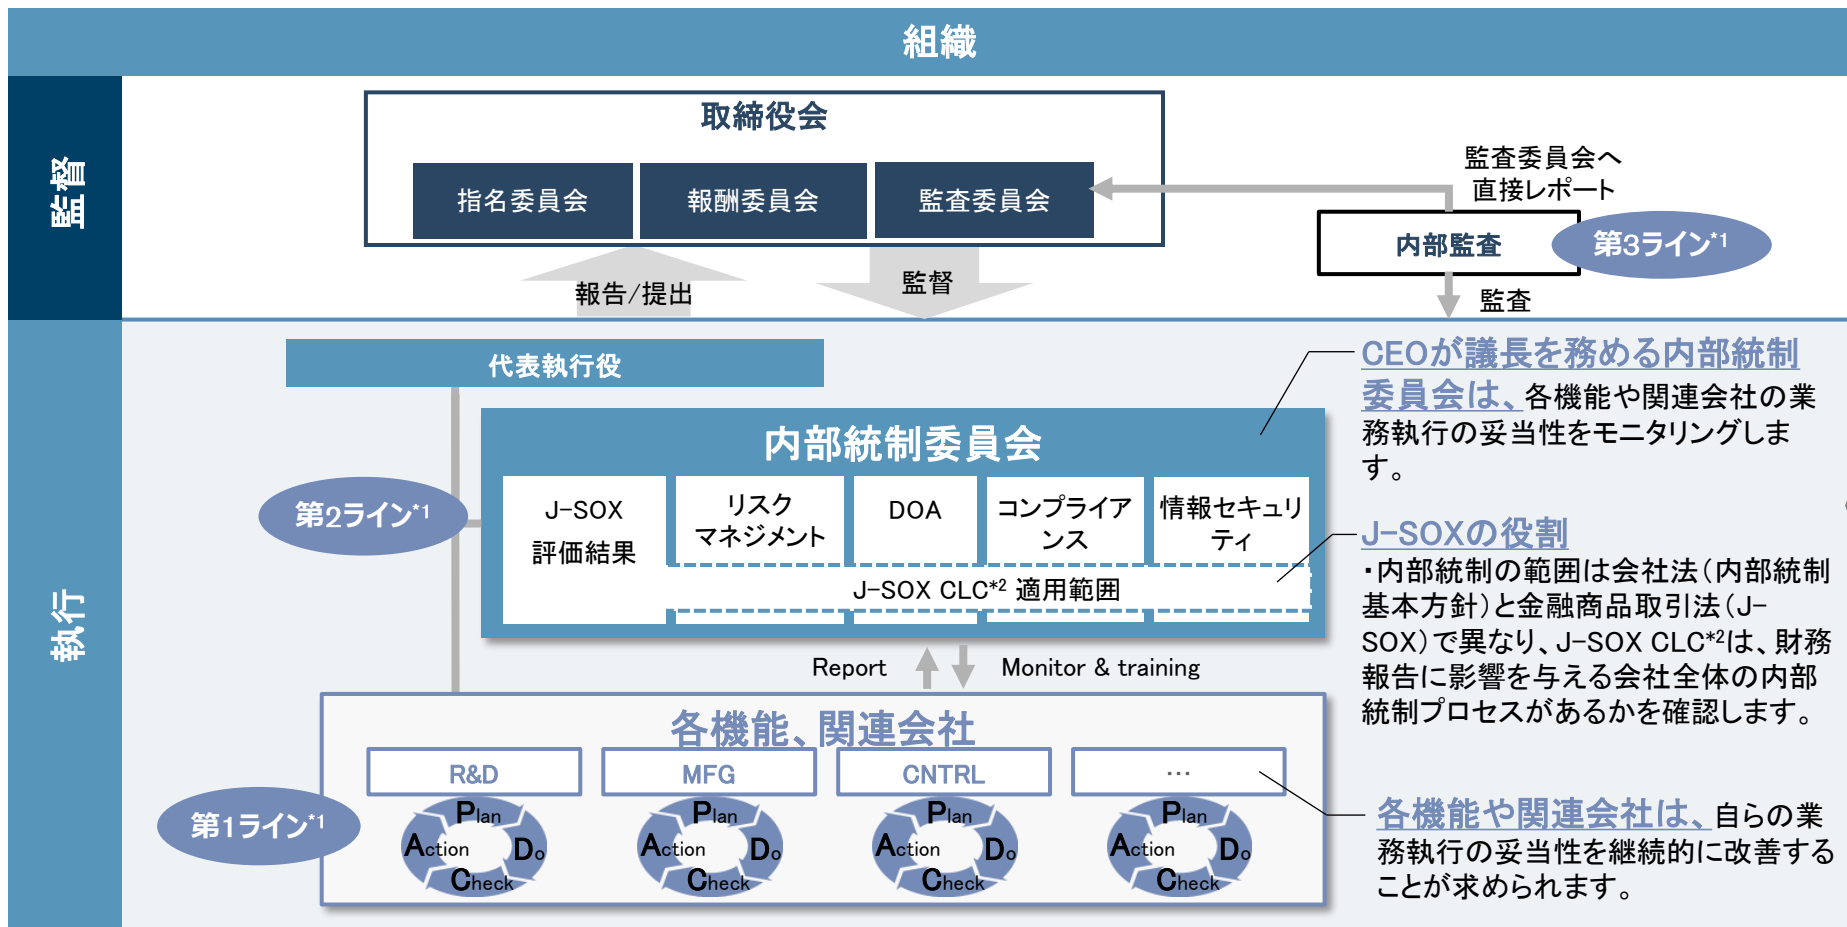 組織
監督
取締役会
指名委員会
報酬委員会
監査委員会
監査委員会へ
直接レポート
内部監査
第3ライン*1
報告/提出
監督
監査
執行
代表執行役
内部統制委員会
第2ライン*1
J-SOX
評価結果
リスク
マネジメント
DOA
コンプライア
ンス
情報セキュリ
ティ
J-SOX CLC*2 適用範囲
Report
Monitor & training
各機能、関連会社
R&D
MFG
CNTRL
…
第1ライン*1
Plan
Action
Do
Check
Plan
Action
Do
Check
Plan
Action
Do
Check
Plan
Action
Do
Check
CEOが議長を務める内部統制
委員会は、各機能や関連会社の業
務執行の妥当性をモニタリングしま
す。
J-SOXの役割
・内部統制の範囲は会社法（内部統制
基本方針）と金融商品取引法（J-
SOX）で異なり、J-SOX CLC*2は、財務
報告に影響を与える会社全体の内部
統制プロセスがあるかを確認します。
各機能や関連会社は、自らの業
務執行の妥当性を継続的に改善する
ことが求められます。